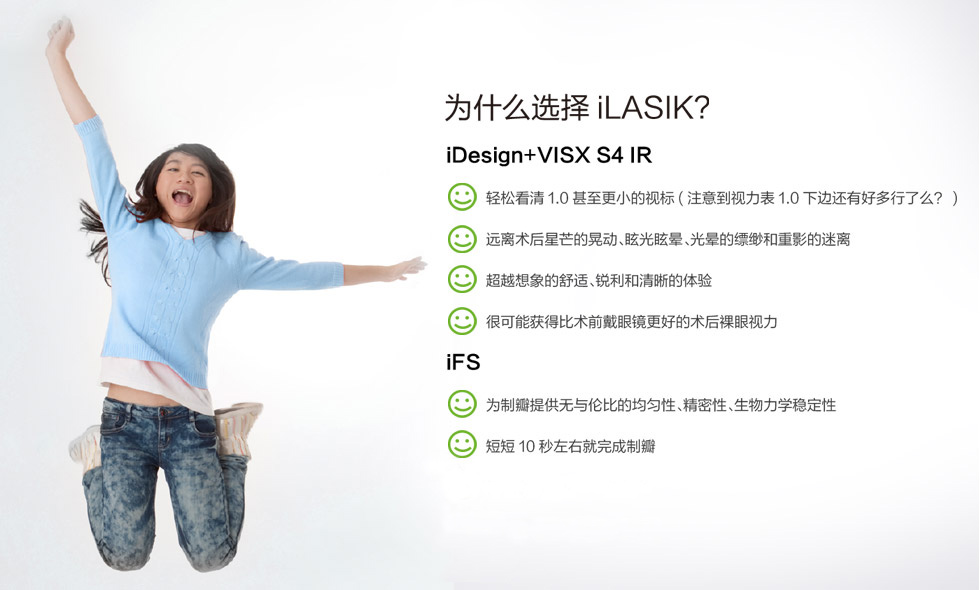 为什么选择 iLASIK?
iDesign+VISX S4 IR
轻松看清 1.0 甚至更小的视标 ( 注意到视力表 1.0 下边还有好多行了么? )
远离术后星芒的晃动、眩光眩晕、光晕的缥缈和重影的迷离
超越想象的舒适、锐利和清晰的体验
很可能获得比术前戴眼镜更好的术后裸眼视力
iFS
为制瓣提供无与伦比的均匀性、精密性、生物力学稳定性
短短 10 秒左右就完成制瓣